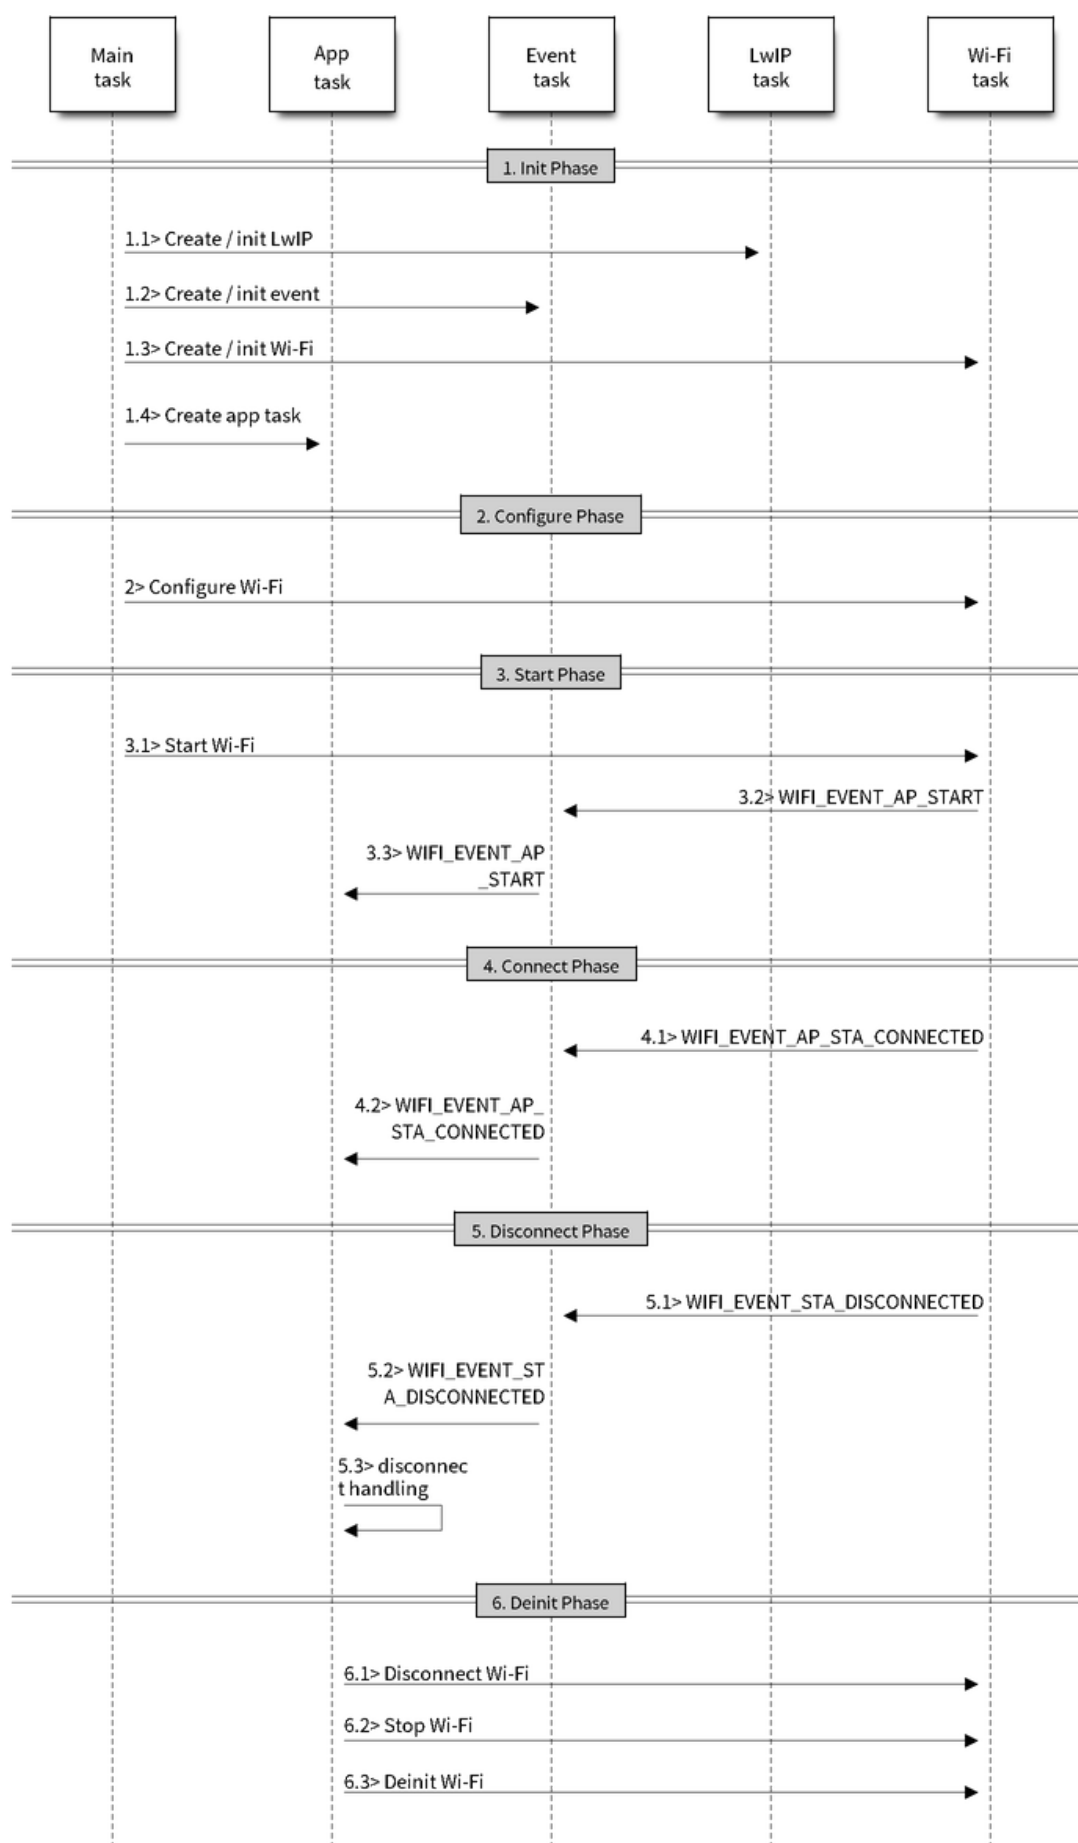 Main
task
App
task
Event
task
LwIP
task
Wi-Fi
task
1. Init Phase
1.1> Create / init LwIP
1.2> Create / init event
1.3> Create / init Wi-Fi
1.4> Create app task
2. Configure Phase
2> Configure Wi-Fi
3. Start Phase
3.1> Start Wi-Fi
3.2> WIFI_EVENT_AP_START
3.3> WIFI_EVENT_AP
_START
4. Connect Phase
4.1> WIFI_EVENT_AP_STA_CONNECTED
4.2> WIFI_EVENT_AP_
STA_CONNECTED
5. Disconnect Phase
5.1> WIFI_EVENT_STA_DISCONNECTED
5.2> WIFI_EVENT_ST
A_DISCONNECTED
5.3> disconnec
t handling
6. Deinit Phase
6.1> Disconnect Wi-Fi
6.2> Stop Wi-Fi
6.3> Deinit Wi-Fi